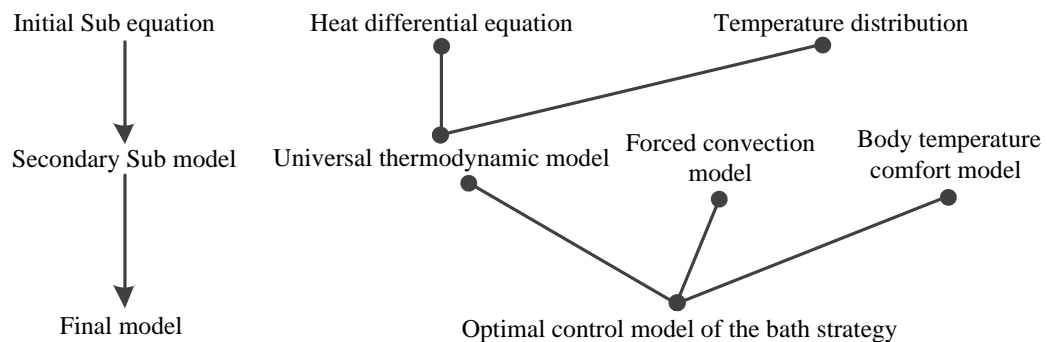 Initial Sub equation
Heat differential equation
Temperature distribution
Secondary Sub model
Universal thermodynamic model
Forced convection
model
Body temperature
comfort model
Final model
Optimal control model of the bath strategy